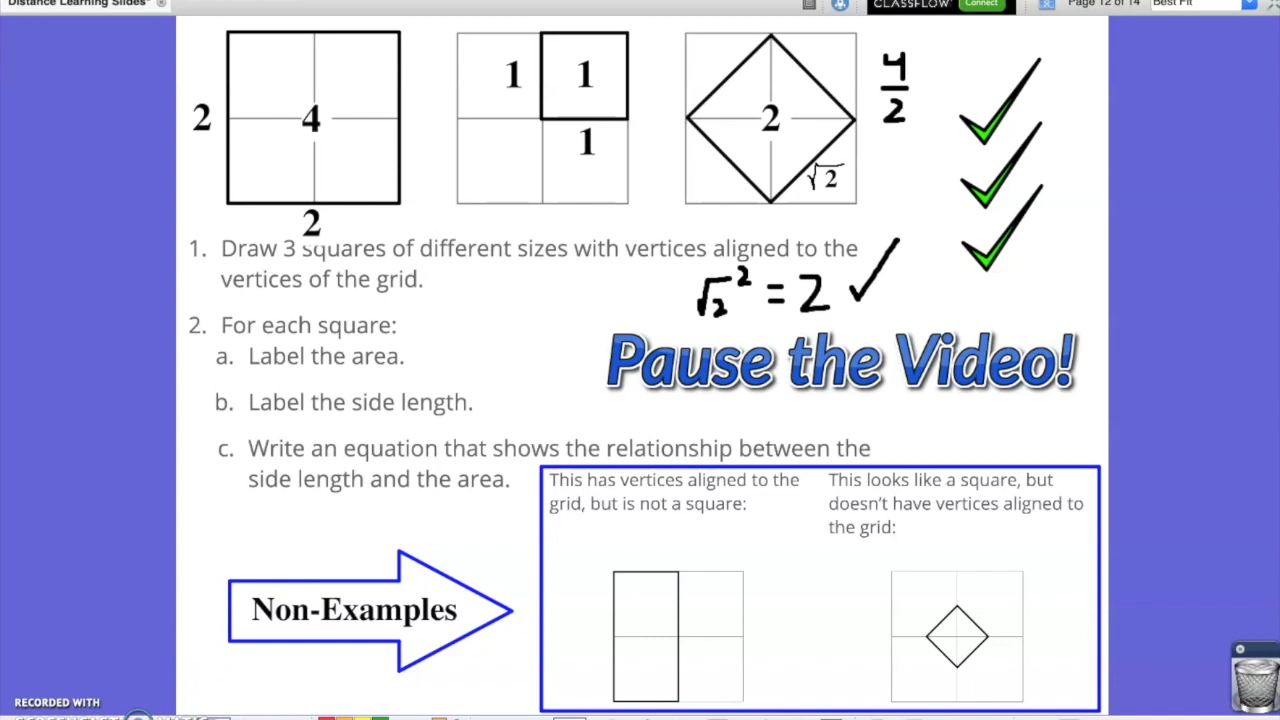 Distance Learning Slides*
CLASSFLOW
Connect
Page 12 of 14
Best Fit
2
4
2
1
1
1
2
√2
4
2
1. Draw 3 squares of different sizes with vertices aligned to the
vertices of the grid.
√2² = 2
2. For each square:
a. Label the area.
Pause the Video!
b. Label the side length.
c. Write an equation that shows the relationship between the
side length and the area.
This has vertices aligned to the
grid, but is not a square:
This looks like a square, but
doesn't have vertices aligned to
the grid:
Non-Examples
RECORDED WITH